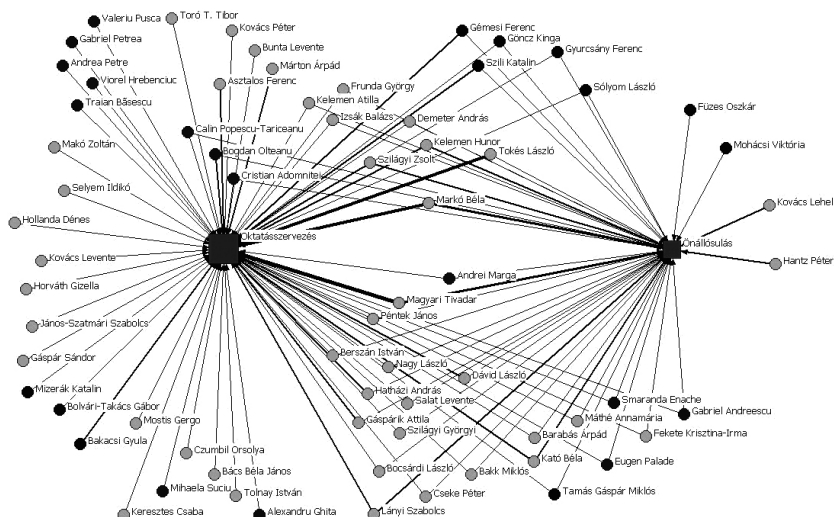 Valeriu Pusca
Toró T. Tibor
Gabriel Petrea
Kovács Péter
Bunta Levente
Andrea Petre
Márton Árpád
Viorel Hrebenciuc
Asztalos Ferenc
Traian Băsescu
Frunda György
Kelemen Atilla
Izsák Balázs
Demeter András
Gémesi Ferenc
Göncz Kinga
Gyurcsány Ferenc
Szili Katalin
Sólyom László
Füzes Oszkár
Calin Popescu-Tariceanu
Makó Zoltán
Bogdan Olteanu
Kelemen Hunor
Tokés László
Szilágyi Zsolt
Mohácsi Viktória
Cristian Adomnitei
Selyem Ildikó
Markó Béla
Kovács Lehel
Hollanda Dénes
Oktatásszervezés
Önállósulás
Kovács Levente
Hantz Péter
Andrei Marga
Horváth Gizella
Magyari Tivadar
Péntek János
János-Szatmári Szabolcs
Berszán István
Gáspár Sándor
Nagy László
Dávid László
Mizerák Katalin
Hatházi András
Salat Levente
Smaranda Enache
Bolvári-Takács Gábor
Gabriel Andreescu
Mostis Gergo
Gáspárik Attila
Máthé Annamária
Szilágyi Györgyi
Barabás Árpád
Fekete Krisztina-Irma
Bakacsi Gyula
Czumbil Orsolya
Kató Béla
Eugen Palade
Bács Béla János
Bocsárdi László
Bakk Miklós
Mihaela Suciu
Tolnay István
Cseke Péter
Tamás Gáspár Miklós
Keresztes Csaba
Alexandru Ghita
Lányi Szabolcs